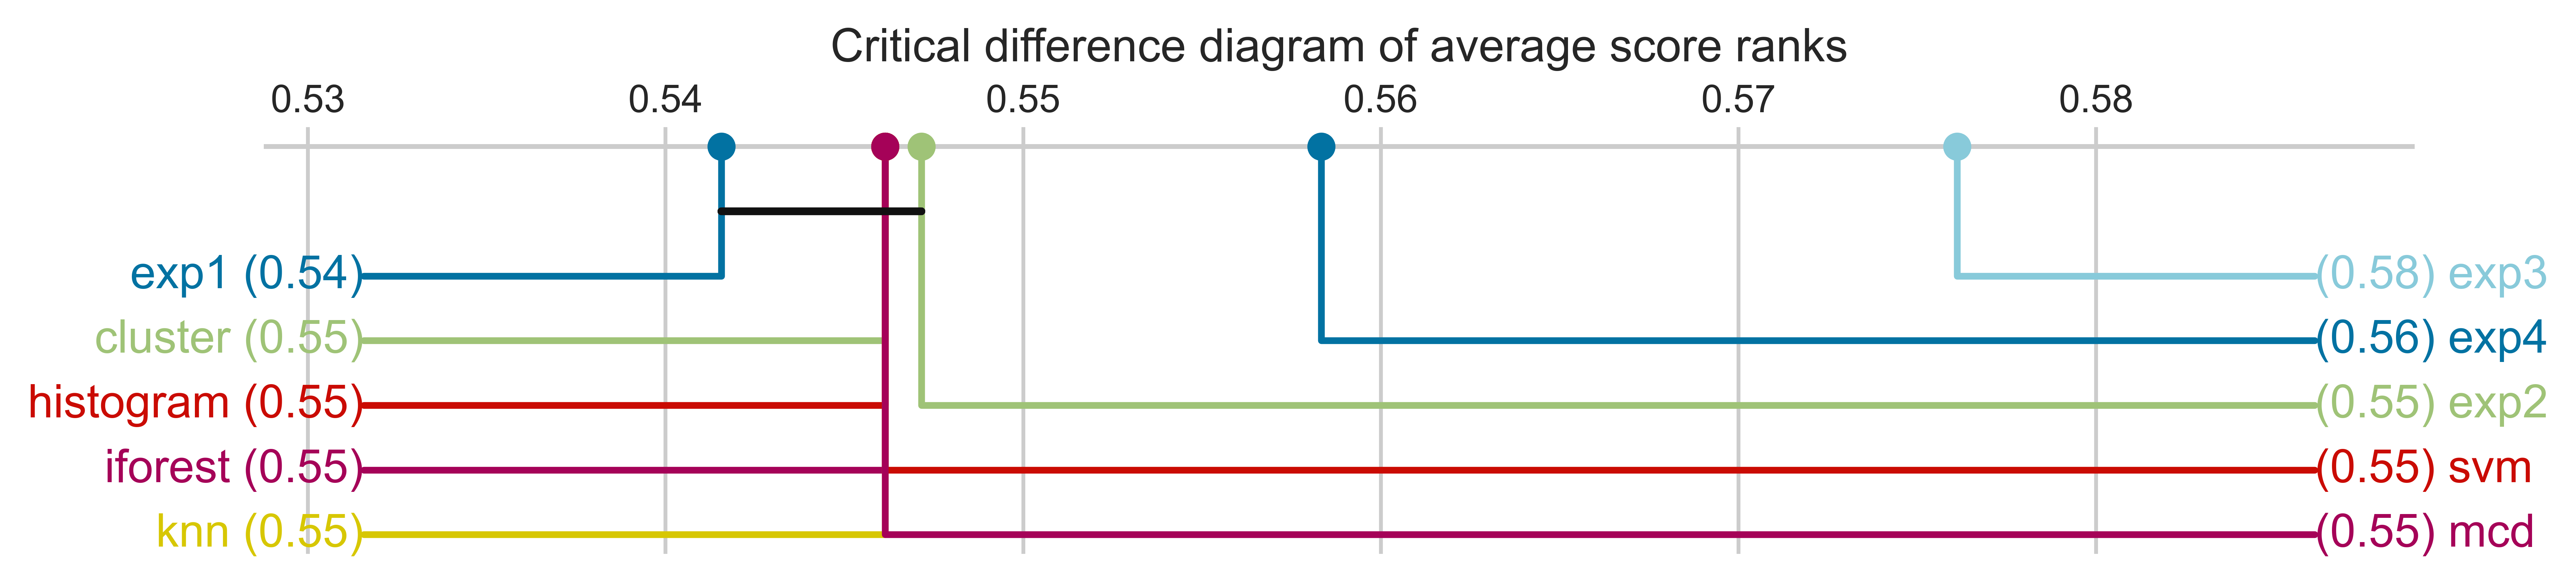 Critical difference diagram of average score ranks
0.53 0.54 0.55 0.56 0.57 0.58
exp1 (0.54) (0.58) exp3
cluster (0.55) (0.56) exp4
histogram (0.55) (0.55) exp2
iforest (0.55) (0.55) svm
knn (0.55) (0.55) mcd